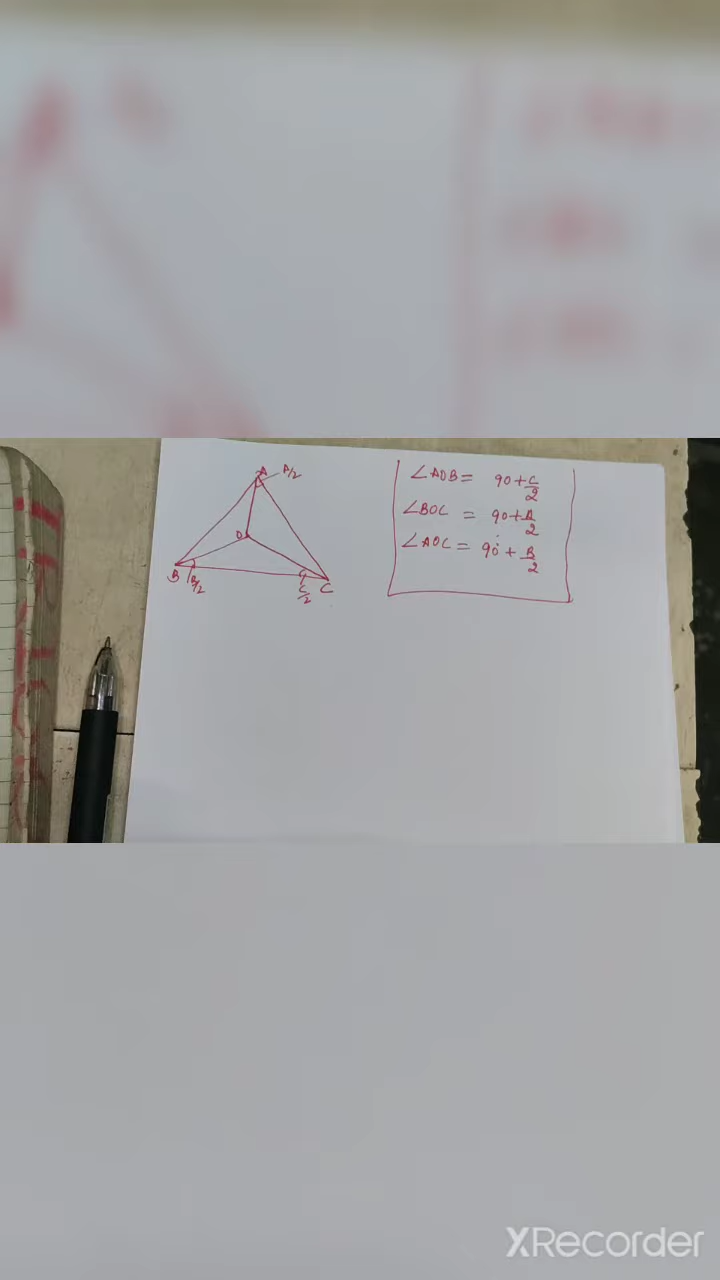 A A/2
∠AOB = 90 + C/2
∠BOC = 90 + A/2
∠AOC = 90° + B/2
O
B B/2 C/2 C
XRecorder